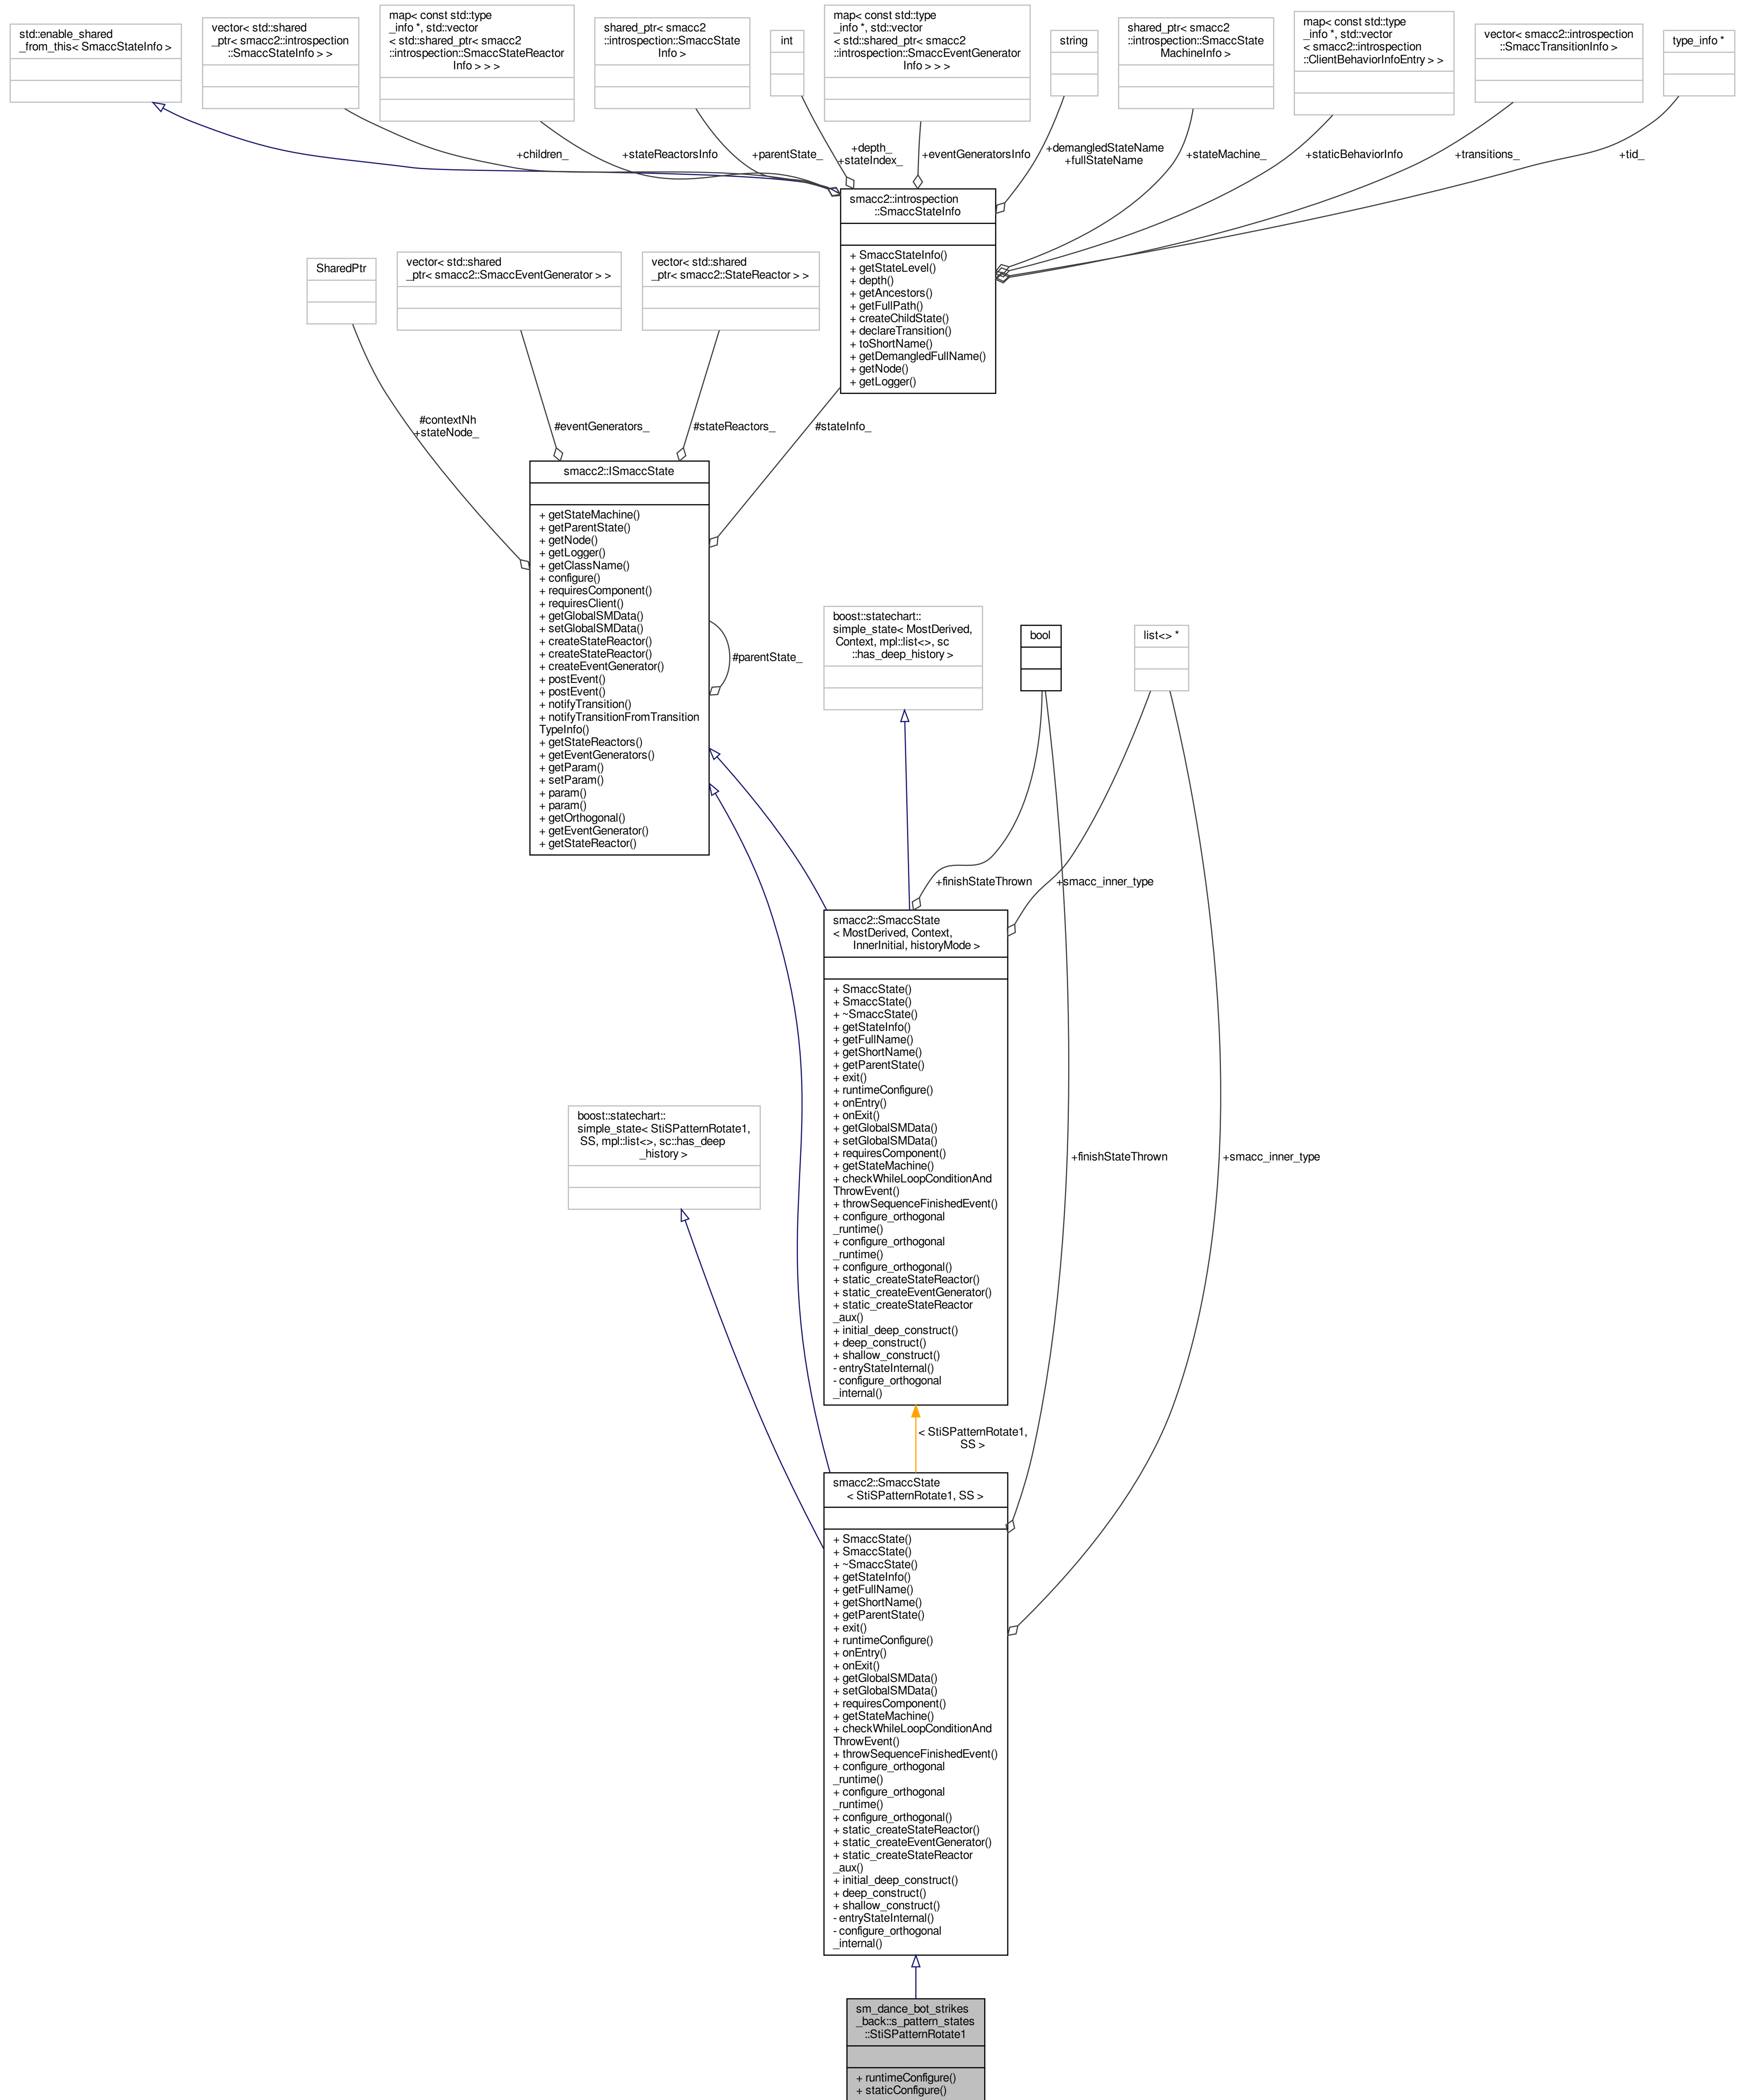 std::enable_shared
_from_this< SmaccStateInfo >
vector< std::shared
_ptr< smacc2::introspection
::SmaccStateInfo > >
map< const std::type
_info *, std::vector
< std::shared_ptr< smacc2
::introspection::SmaccStateReactor
Info > > >
shared_ptr< smacc2
::introspection::SmaccState
Info >
int
map< const std::type
_info *, std::vector
< std::shared_ptr< smacc2
::introspection::SmaccEventGenerator
Info > > >
string
shared_ptr< smacc2
::introspection::SmaccState
MachineInfo >
map< const std::type
_info *, std::vector
< smacc2::introspection
::ClientBehaviorInfoEntry > >
vector< smacc2::introspection
::SmaccTransitionInfo >
type_info *
+children_
+stateReactorsInfo
+parentState_
+depth_
+stateIndex_
+eventGeneratorsInfo
+demangledStateName
+fullStateName
+stateMachine_
+staticBehaviorInfo
+transitions_
+tid_
smacc2::introspection
::SmaccStateInfo
+ SmaccStateInfo()
+ getStateLevel()
+ depth()
+ getAncestors()
+ getFullPath()
+ createChildState()
+ declareTransition()
+ toShortName()
+ getDemangledFullName()
+ getNode()
+ getLogger()
SharedPtr
vector< std::shared
_ptr< smacc2::SmaccEventGenerator > >
vector< std::shared
_ptr< smacc2::StateReactor > >
#contextNh
+stateNode_
#eventGenerators_
#stateReactors_
#stateInfo_
smacc2::ISmaccState
+ getStateMachine()
+ getParentState()
+ getNode()
+ getLogger()
+ getClassName()
+ configure()
+ requiresComponent()
+ requiresClient()
+ getGlobalSMData()
+ setGlobalSMData()
+ createStateReactor()
+ createStateReactor()
+ createEventGenerator()
+ postEvent()
+ postEvent()
+ notifyTransition()
+ notifyTransitionFromTransition
TypeInfo()
+ getStateReactors()
+ getEventGenerators()
+ getParam()
+ setParam()
+ param()
+ param()
+ getOrthogonal()
+ getEventGenerator()
+ getStateReactor()
#parentState_
boost::statechart::
simple_state< MostDerived,
Context, mpl::list<>, sc
::has_deep_history >
bool
list<> *
+finishStateThrown
+smacc_inner_type
smacc2::SmaccState
< MostDerived, Context,
InnerInitial, historyMode >
+ SmaccState()
+ SmaccState()
+ ~SmaccState()
+ getStateInfo()
+ getFullName()
+ getShortName()
+ getParentState()
+ exit()
+ runtimeConfigure()
+ onEntry()
+ onExit()
+ getGlobalSMData()
+ setGlobalSMData()
+ requiresComponent()
+ getStateMachine()
+ checkWhileLoopConditionAnd
ThrowEvent()
+ throwSequenceFinishedEvent()
+ configure_orthogonal
_runtime()
+ configure_orthogonal
_runtime()
+ configure_orthogonal()
+ static_createStateReactor()
+ static_createEventGenerator()
+ static_createStateReactor
_aux()
+ initial_deep_construct()
+ deep_construct()
+ shallow_construct()
- entryStateInternal()
- configure_orthogonal
_internal()
boost::statechart::
simple_state< StiSPatternRotate1,
SS, mpl::list<>, sc::has_deep
_history >
+finishStateThrown
+smacc_inner_type
< StiSPatternRotate1,
SS >
smacc2::SmaccState
< StiSPatternRotate1, SS >
+ SmaccState()
+ SmaccState()
+ ~SmaccState()
+ getStateInfo()
+ getFullName()
+ getShortName()
+ getParentState()
+ exit()
+ runtimeConfigure()
+ onEntry()
+ onExit()
+ getGlobalSMData()
+ setGlobalSMData()
+ requiresComponent()
+ getStateMachine()
+ checkWhileLoopConditionAnd
ThrowEvent()
+ throwSequenceFinishedEvent()
+ configure_orthogonal
_runtime()
+ configure_orthogonal
_runtime()
+ configure_orthogonal()
+ static_createStateReactor()
+ static_createEventGenerator()
+ static_createStateReactor
_aux()
+ initial_deep_construct()
+ deep_construct()
+ shallow_construct()
- entryStateInternal()
- configure_orthogonal
_internal()
sm_dance_bot_strikes
_back::s_pattern_states
::StiSPatternRotate1
+ runtimeConfigure()
+ staticConfigure()